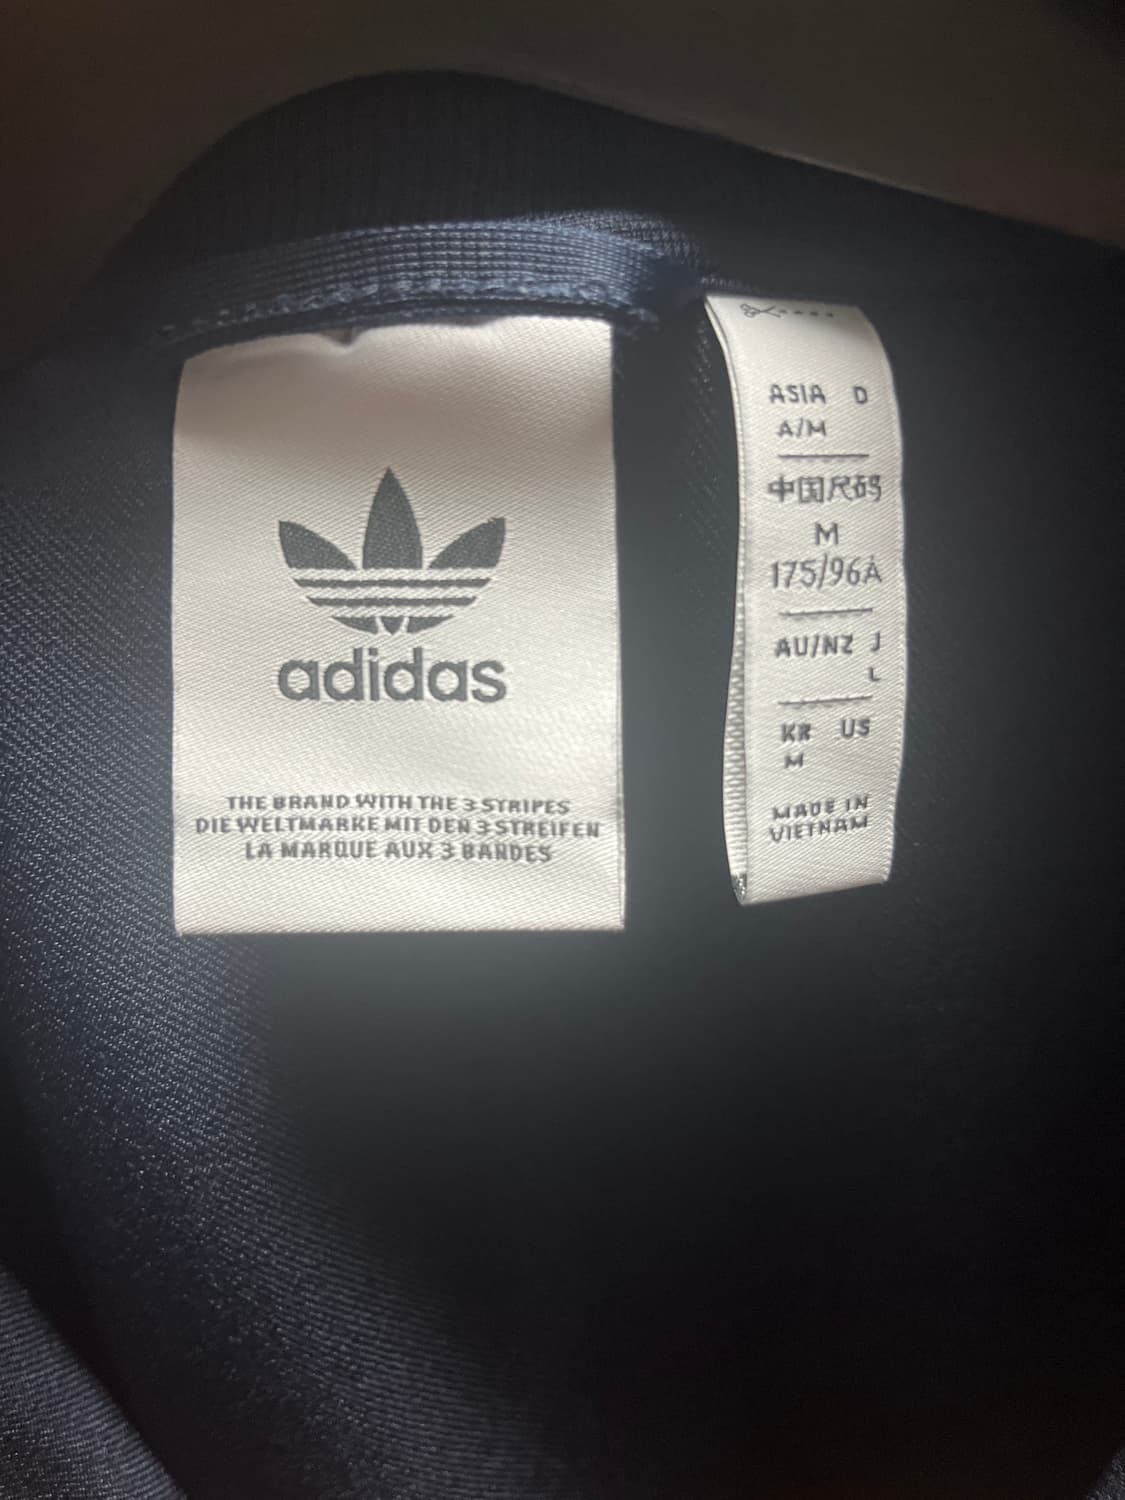 adidas
THE BRAND WITH THE 3 STRIPES
DIE WELTMARKE MIT DEN 3 STREIFEN
LA MARQUE AUX 3 BANDES
ASIA D
A/M
中国尺码
M
175/96A
AU/NZ J
L
KR US
M
MADE IN
VIETNAM